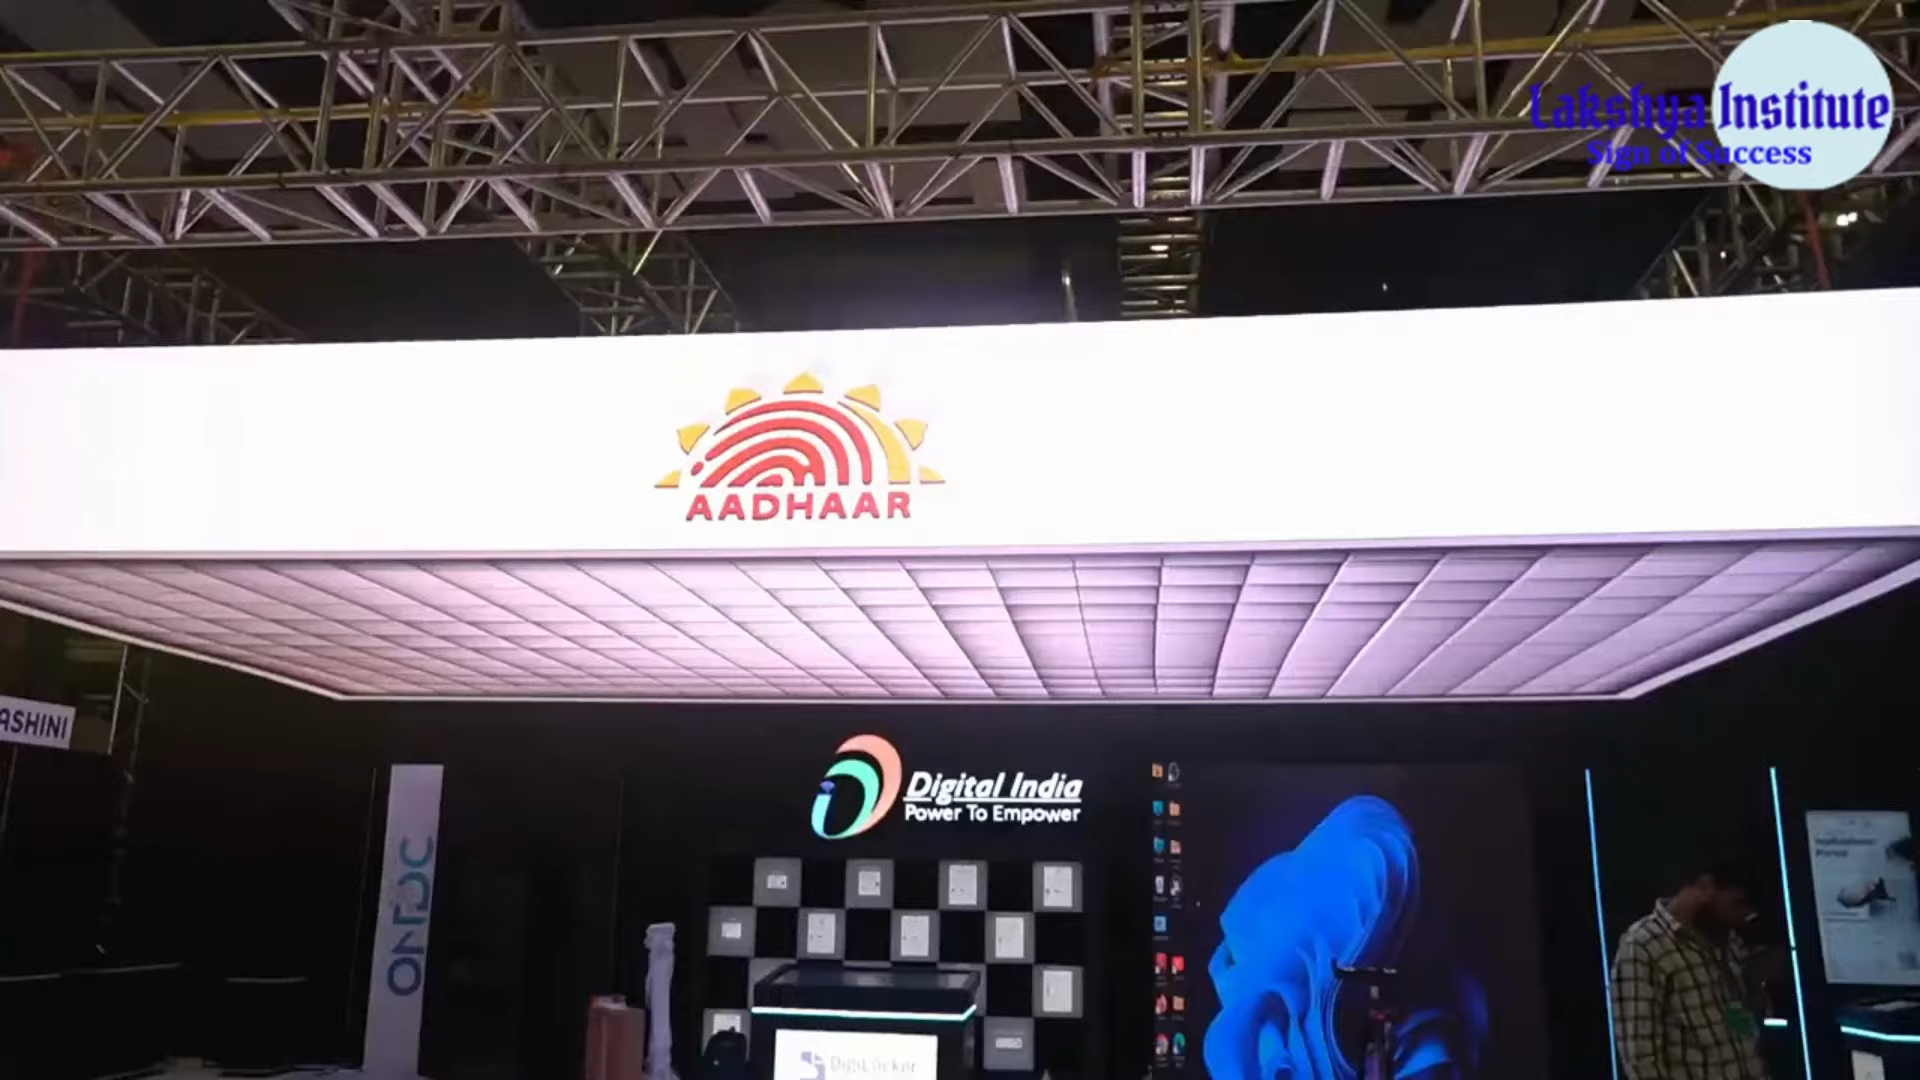 Lakshya Institute
Sign of Success
AADHAAR
ASHINI
Digital India
Power To Empower
ONDC
DigiLocker